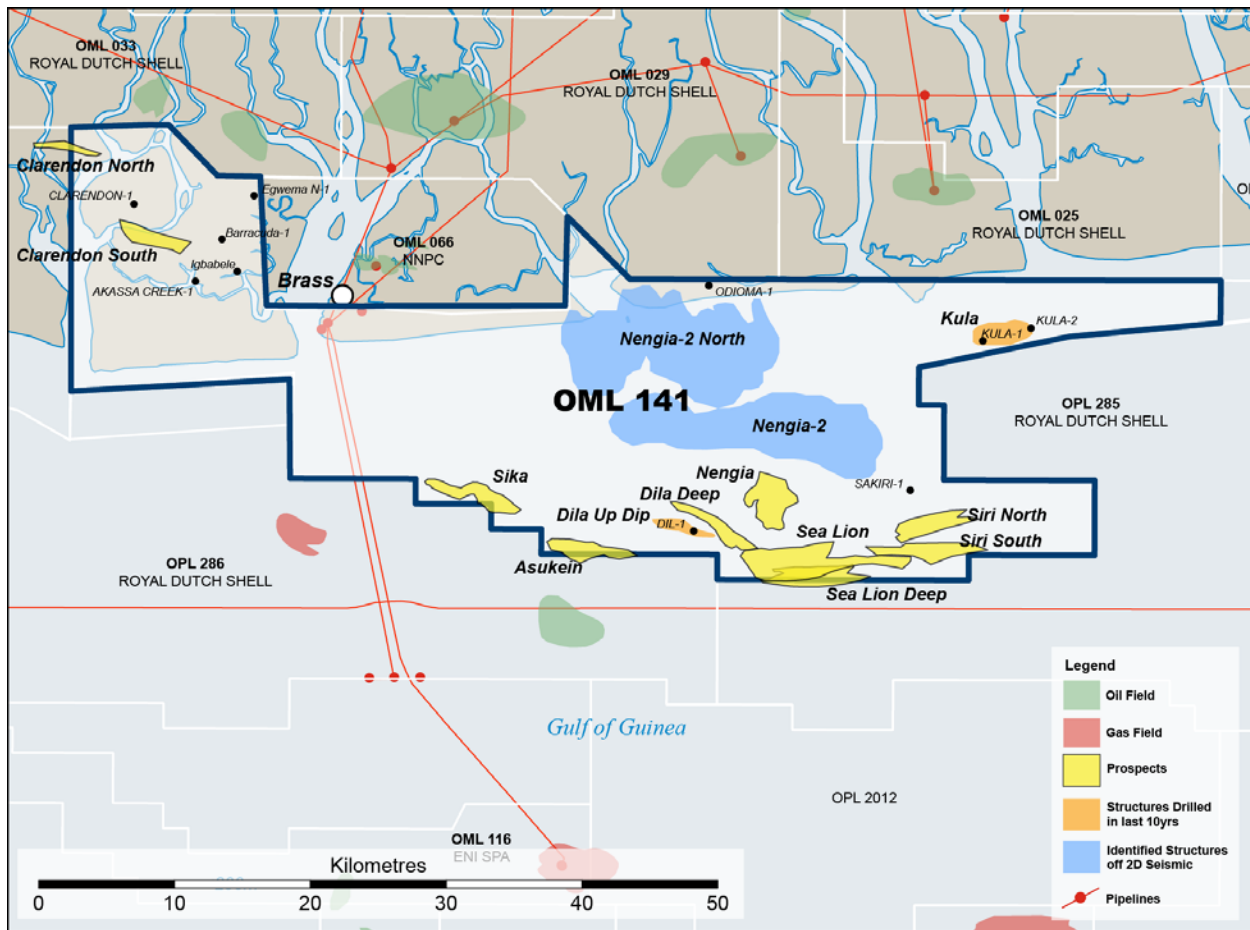 OML 033
ROYAL DUTCH SHELL
OML 029
ROYAL DUTCH SHELL
Clarendon North
CLARENDON-1
Egwema N-1
Barracuda-1
Clarendon South
Igbabele
AKASSA CREEK-1
OML 066
NNPC
Brass
OML 025
ROYAL DUTCH SHELL
ODIOMA-1
Nengia-2 North
Kula
KULA-1
KULA-2
OML 141
Nengia-2
OPL 285
ROYAL DUTCH SHELL
Sika
Nengia
SAKIRI-1
Dila Deep
Dila Up Dip
DIL-1
Sea Lion
Siri North
Siri South
Asukein
Sea Lion Deep
OPL 286
ROYAL DUTCH SHELL
Gulf of Guinea
OPL 2012
OML 116
ENI SPA
Legend
Oil Field
Gas Field
Prospects
Structures Drilled
in last 10yrs
Identified Structures
off 2D Seismic
Pipelines
Kilometres
0 10 20 30 40 50